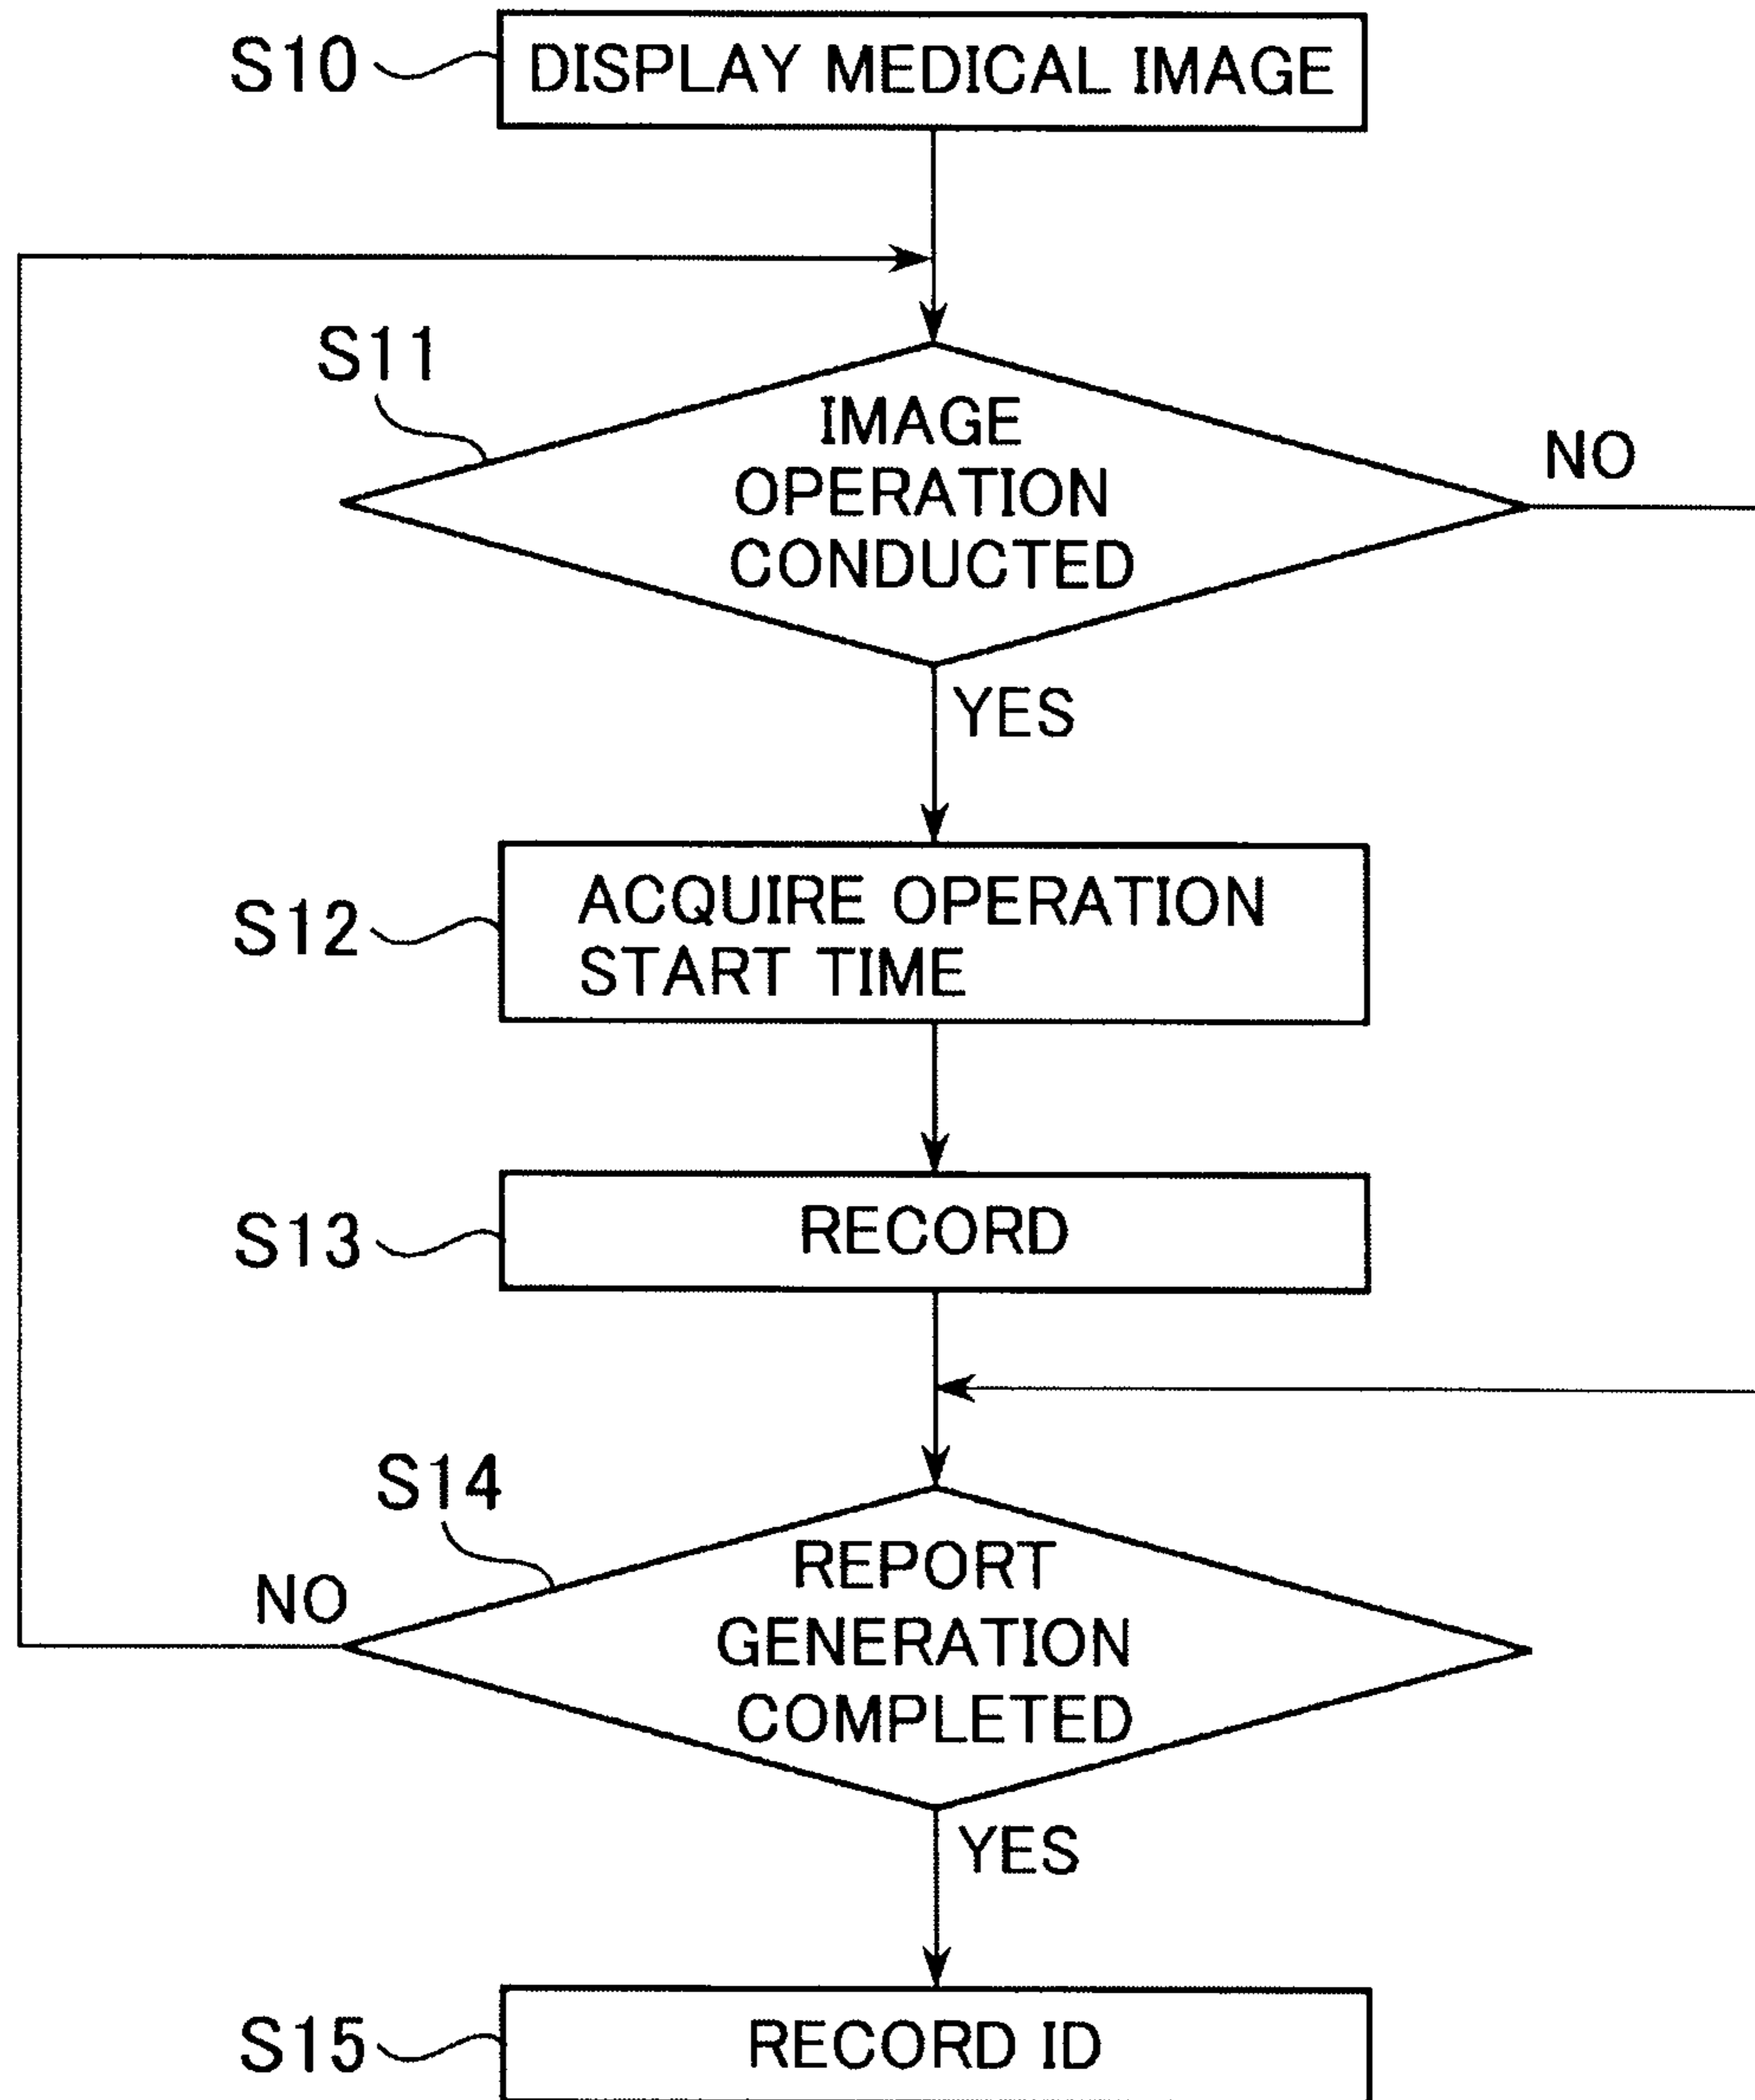 S10
DISPLAY MEDICAL IMAGE
S11
IMAGE
OPERATION
CONDUCTED
NO
YES
S12
ACQUIRE OPERATION
START TIME
S13
RECORD
S14
NO
REPORT
GENERATION
COMPLETED
YES
S15
RECORD ID